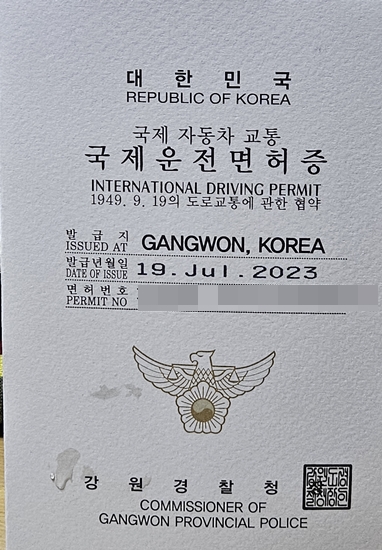 대한민국
REPUBLIC OF KOREA
국제 자동차 교통
국제운전면허증
INTERNATIONAL DRIVING PERMIT
1949. 9. 19의 도로교통에 관한 협약
발급지
ISSUED AT GANGWON, KOREA
발급년월일
DATE OF ISSUE 19.Jul.2023
면허번호
PERMIT NO
강원경찰청
COMMISSIONER OF
GANGWON PROVINCIAL POLICE